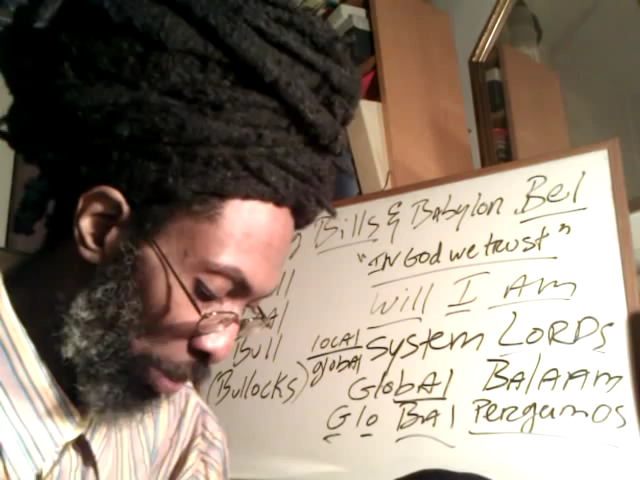 Bills & Babylon Bel
"IN God we trust"
Will I Am
Bull
local
global System LORDs
(Bullocks)
GlobAl BAlAAm
Glo BAl Pergamos